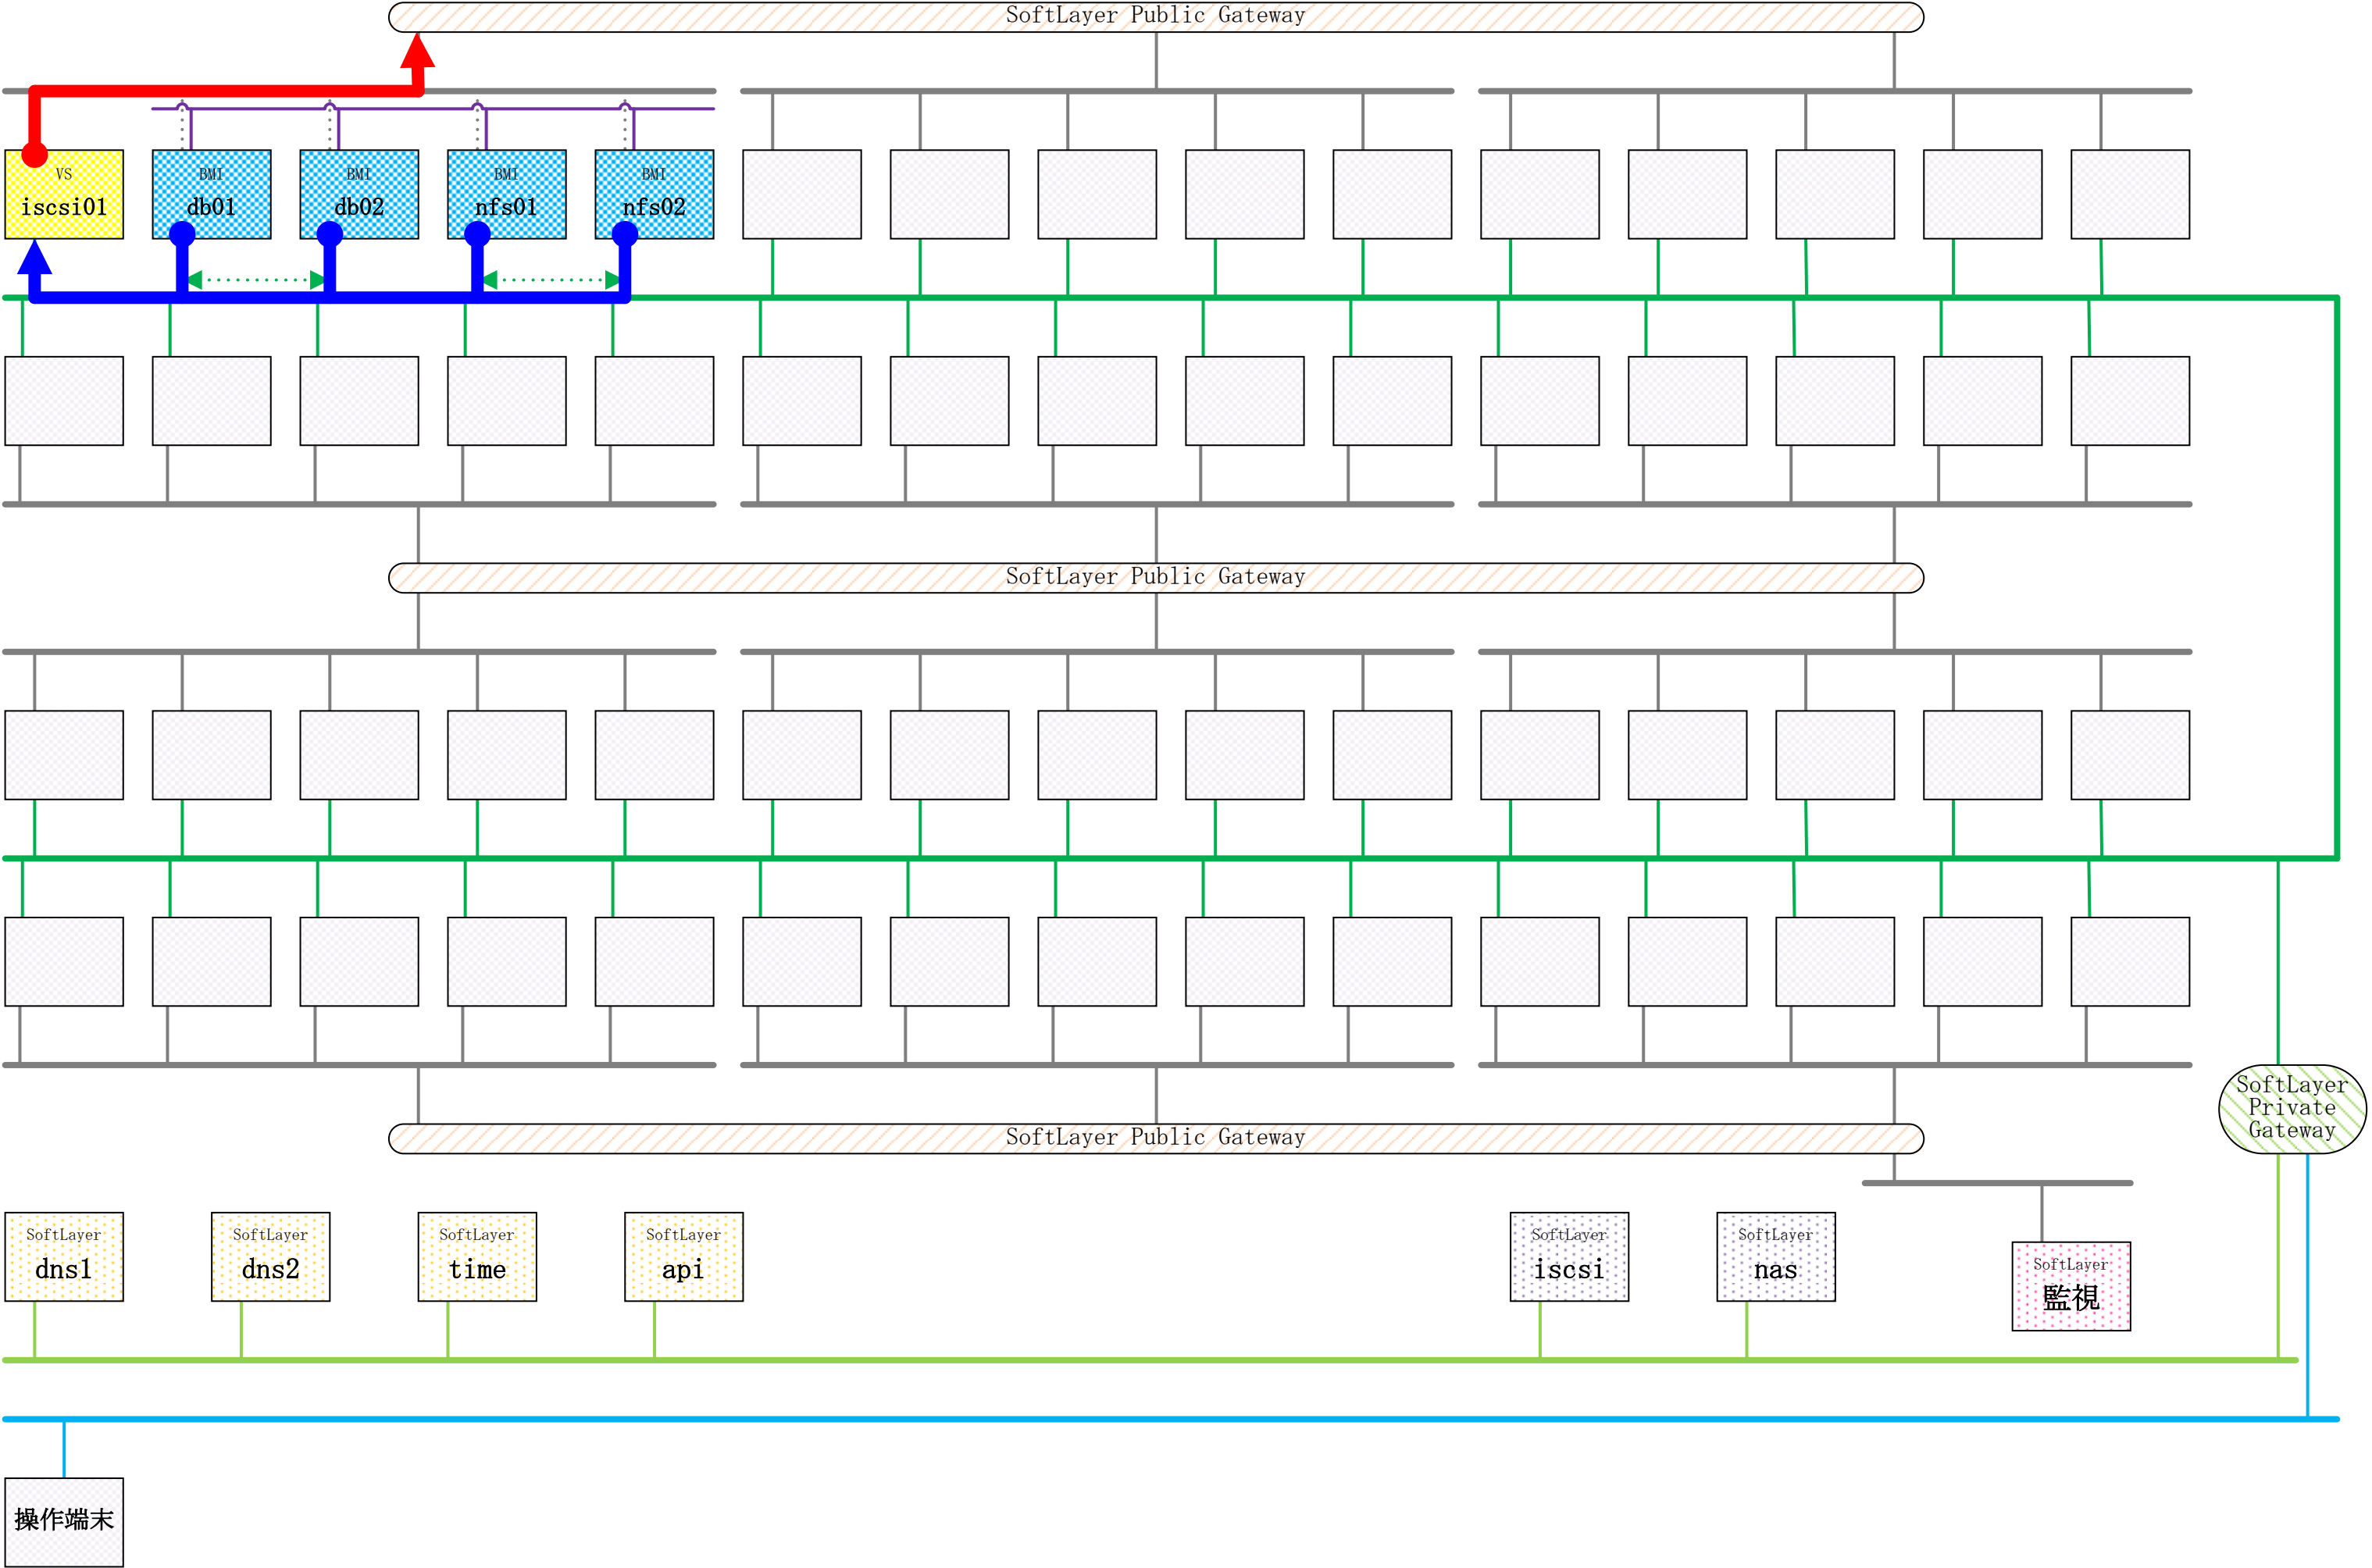 SoftLayer Public Gateway
VS
iscsi01
BMI
db01
BMI
db02
BMI
nfs01
BMI
nfs02
SoftLayer Public Gateway
SoftLayer
Private
Gateway
SoftLayer Public Gateway
SoftLayer
dns1
SoftLayer
dns2
SoftLayer
time
SoftLayer
api
SoftLayer
iscsi
SoftLayer
nas
SoftLayer
監視
操作端末